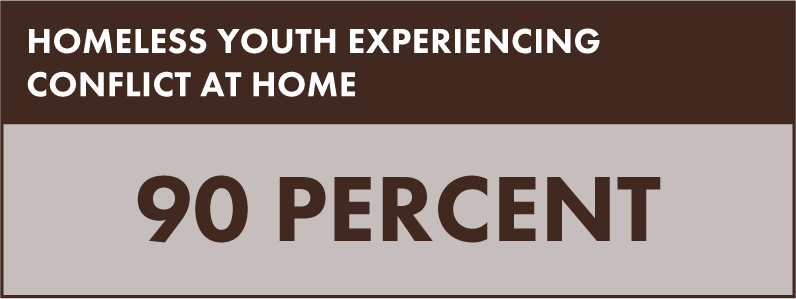 HOMELESS YOUTH EXPERIENCING
CONFLICT AT HOME
90 PERCENT